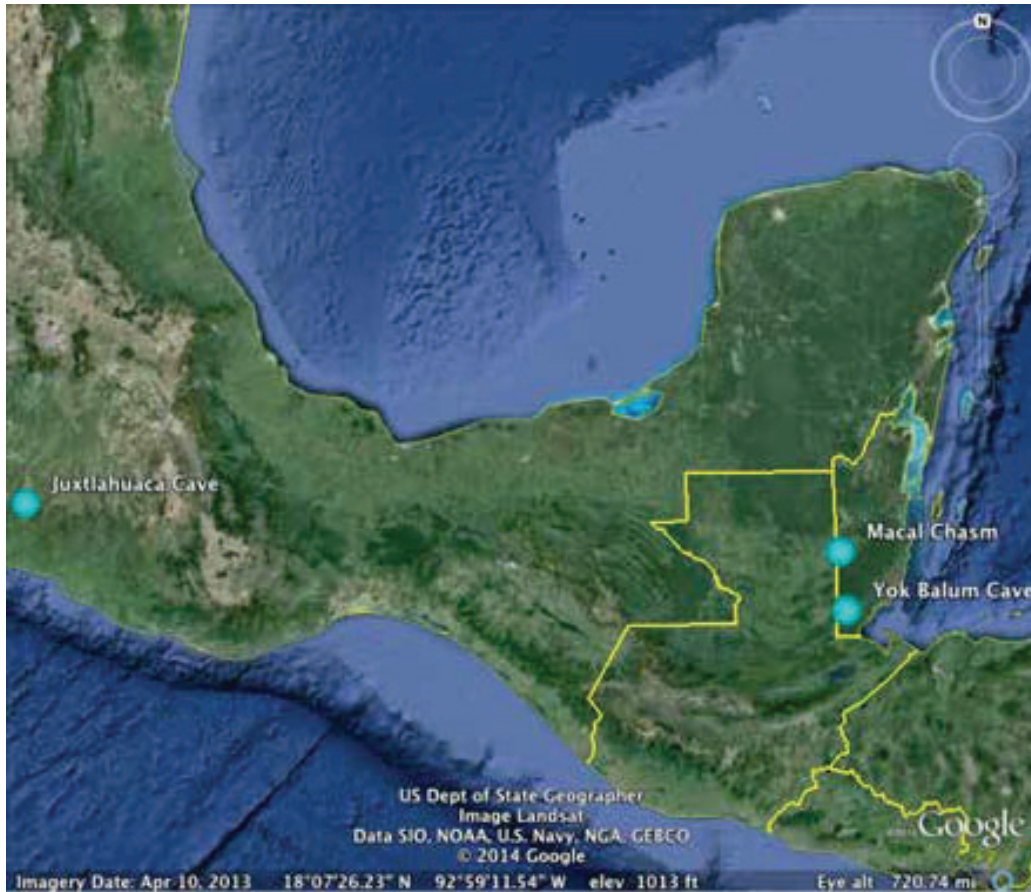 N
Juxtlahuaca Cave
Macal Chasm
Yok Balum Cave
US Dept of State Geographer
Image Landsat
Data SIO, NOAA, U.S. Navy, NGA, GEBCO
© 2014 Google
Google
Imagery Date: Apr 10, 2013 18°07'26.23" N 92°59'11.54" W elev 1013 ft Eye alt 720.74 mi